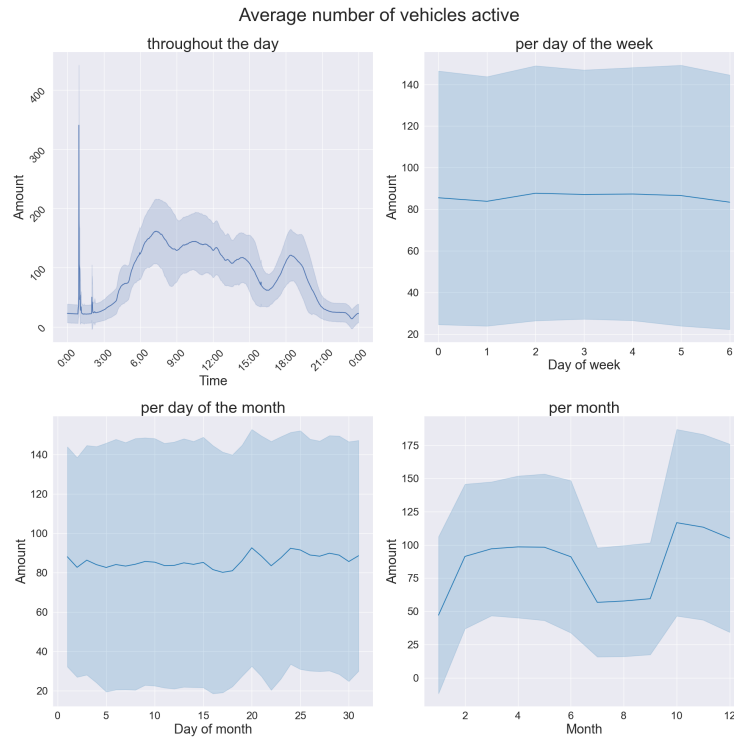 Average number of vehicles active
throughout the day
Amount
0
100
200
300
400
0:00
3:00
6:00
9:00
12:00
15:00
18:00
21:00
0:00
Time
per day of the week
Amount
140
120
100
80
60
40
20
0 1 2 3 4 5 6
Day of week
per day of the month
Amount
140
120
100
80
60
40
20
0 5 10 15 20 25 30
Day of month
per month
Amount
175
150
125
100
75
50
25
0
2 4 6 8 10 12
Month